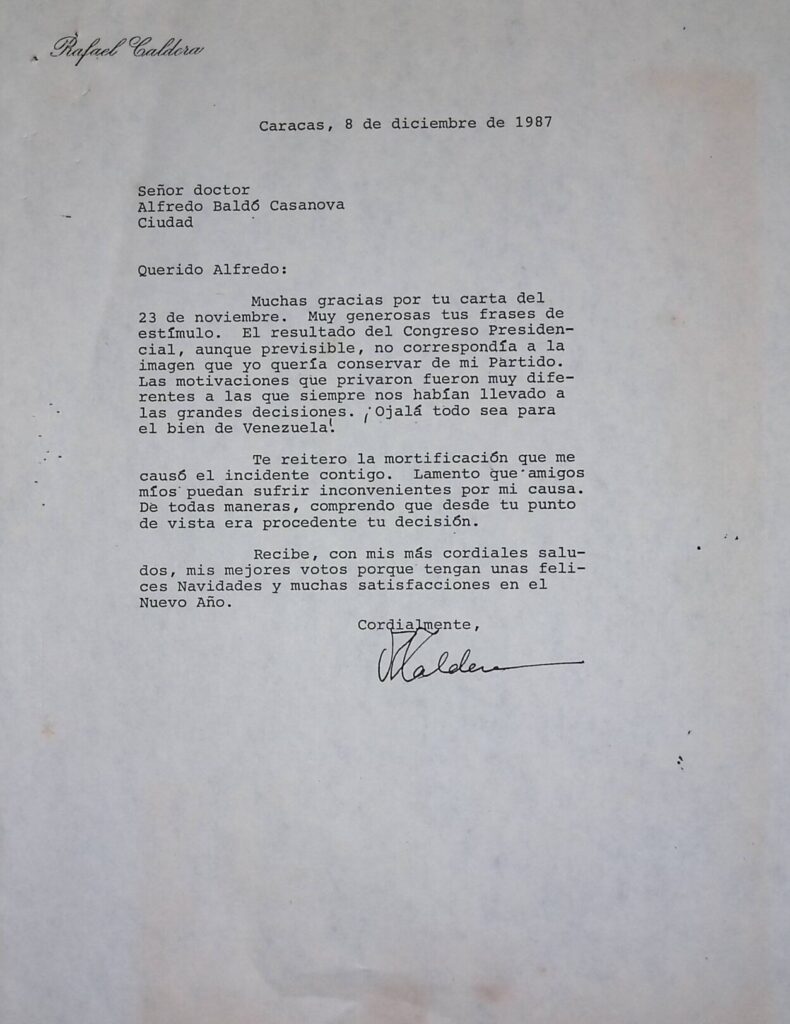 Rafael Caldera
Caracas, 8 de diciembre de 1987
Señor doctor
Alfredo Baldó Casanova
Ciudad
Querido Alfredo:
Muchas gracias por tu carta del
23 de noviembre. Muy generosas tus frases de
estímulo. El resultado del Congreso Presiden-
cial, aunque previsible, no correspondía a la
imagen que yo quería conservar de mi Partido.
Las motivaciones que privaron fueron muy dife-
rentes a las que siempre nos habían llevado a
las grandes decisiones. ¡Ojalá todo sea para
el bien de Venezuela!
Te reitero la mortificación que me
causó el incidente contigo. Lamento que amigos
míos puedan sufrir inconvenientes por mi causa.
De todas maneras, comprendo que desde tu punto
de vista era procedente tu decisión.
Recibe, con mis más cordiales salu-
dos, mis mejores votos porque tengan unas feli-
ces Navidades y muchas satisfacciones en el
Nuevo Año.
Cordialmente,
RCaldera